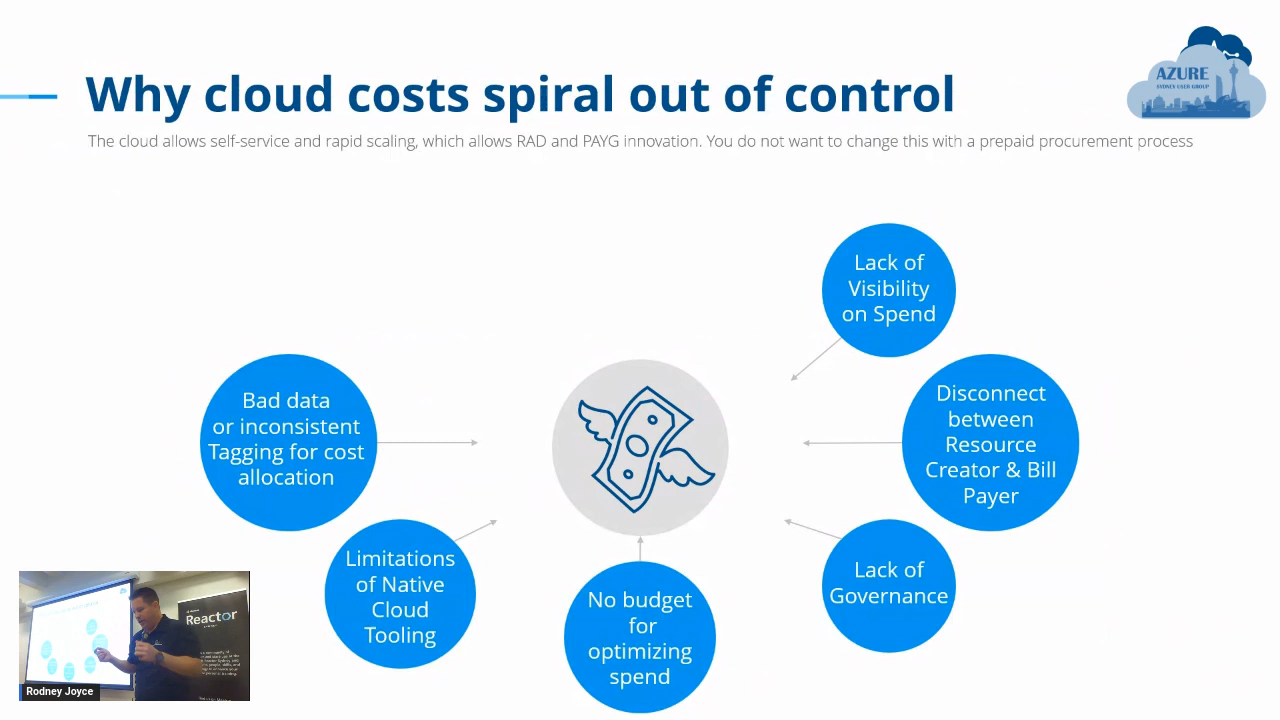 Why cloud costs spiral out of control
The cloud allows self-service and rapid scaling, which allows RAD and PAYG innovation. You do not want to change this with a prepaid procurement process
AZURE
SYDNEY USER GROUP
Lack of
Visibility
on Spend
Bad data
or inconsistent
Tagging for cost
allocation
Disconnect
between
Resource
Creator & Bill
Payer
Limitations
of Native
Cloud
Tooling
No budget
for
optimizing
spend
Lack of
Governance
Reactor
Rodney Joyce